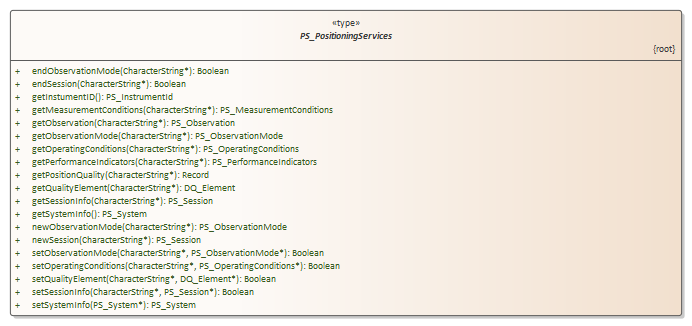 «type»
PS_PositioningServices
{root}
+ endObservationMode(CharacterString*): Boolean
+ endSession(CharacterString*): Boolean
+ getInstumentID(): PS_InstrumentId
+ getMeasurementConditions(CharacterString*): PS_MeasurementConditions
+ getObservation(CharacterString*): PS_Observation
+ getObservationMode(CharacterString*): PS_ObservationMode
+ getOperatingConditions(CharacterString*): PS_OperatingConditions
+ getPerformanceIndicators(CharacterString*): PS_PerformanceIndicators
+ getPositionQuality(CharacterString*): Record
+ getQualityElement(CharacterString*): DQ_Element
+ getSessionInfo(CharacterString*): PS_Session
+ getSystemInfo(): PS_System
+ newObservationMode(CharacterString*): PS_ObservationMode
+ newSession(CharacterString*): PS_Session
+ setObservationMode(CharacterString*, PS_ObservationMode*): Boolean
+ setOperatingConditions(CharacterString*, PS_OperatingConditions*): Boolean
+ setQualityElement(CharacterString*, DQ_Element*): Boolean
+ setSessionInfo(CharacterString*, PS_Session*): Boolean
+ setSystemInfo(PS_System*): PS_System